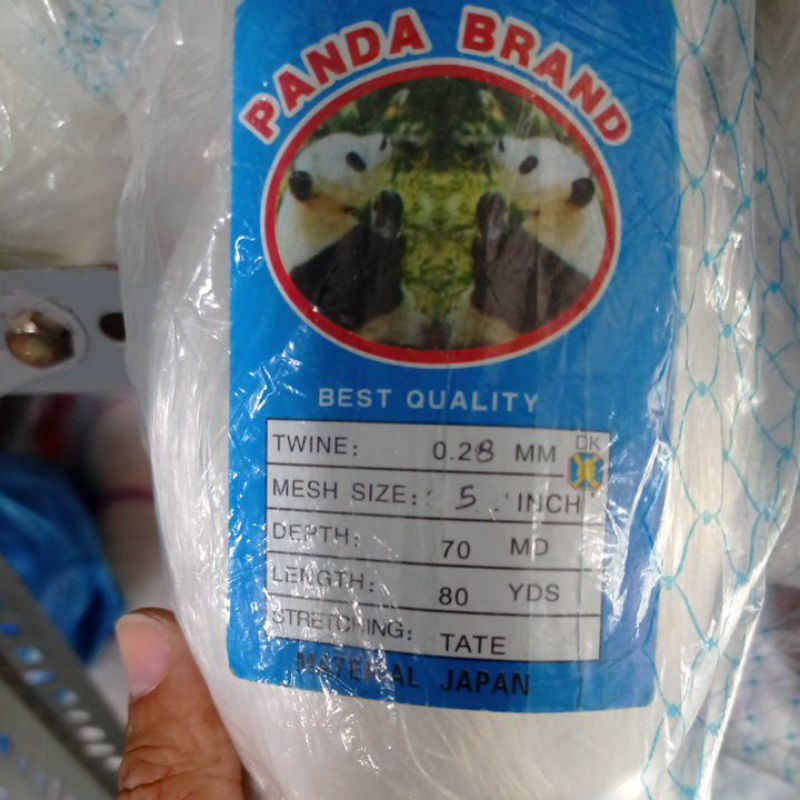 PANDA BRAND
BEST QUALITY
TWINE: 0.28 MM
DK
MESH SIZE: 5 INCH
DEPTH: 70 MD
LENGTH: 80 YDS
STRETCHING: TATE
MATERIAL JAPAN